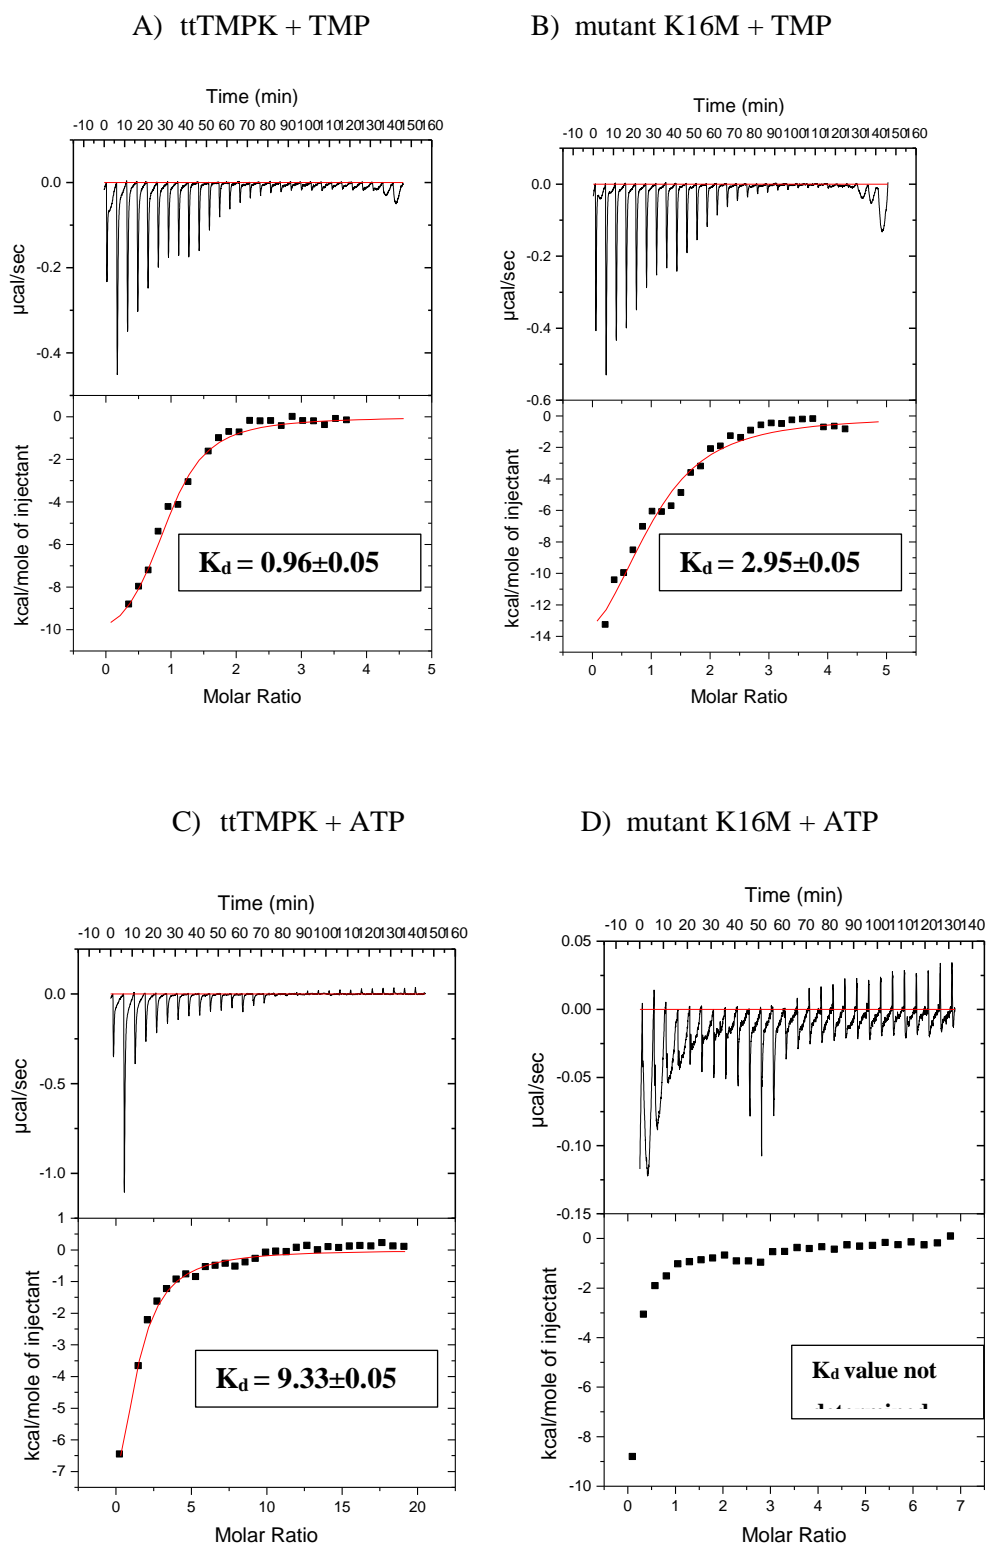 A) ttTMPK + TMP
B) mutant K16M + TMP
Time (min)
-10 0 10 20 30 40 50 60 70 80 90 100 110 120 130 140 150 160
0.0
-0.2
-0.4
µcal/sec
0
-2
-4
-6
-8
-10
kcal/mole of injectant
Kd = 0.96±0.05
0 1 2 3 4 5
Molar Ratio
Time (min)
-10 0 10 20 30 40 50 60 70 80 90 100 110 120 130 140 150 160
0.0
-0.2
-0.4
-0.6
µcal/sec
0
-2
-4
-6
-8
-10
-12
-14
kcal/mole of injectant
Kd = 2.95±0.05
0 1 2 3 4 5
Molar Ratio
C) ttTMPK + ATP
D) mutant K16M + ATP
Time (min)
-10 0 10 20 30 40 50 60 70 80 90 100 110 120 130 140 150 160
0.0
-0.5
-1.0
µcal/sec
1
0
-1
-2
-3
-4
-5
-6
-7
kcal/mole of injectant
Kd = 9.33±0.05
0 5 10 15 20
Molar Ratio
Time (min)
-10 0 10 20 30 40 50 60 70 80 90 100 110 120 130 140
0.05
0.00
-0.05
-0.10
-0.15
µcal/sec
0
-2
-4
-6
-8
-10
kcal/mole of injectant
Kd value not
0 1 2 3 4 5 6 7
Molar Ratio